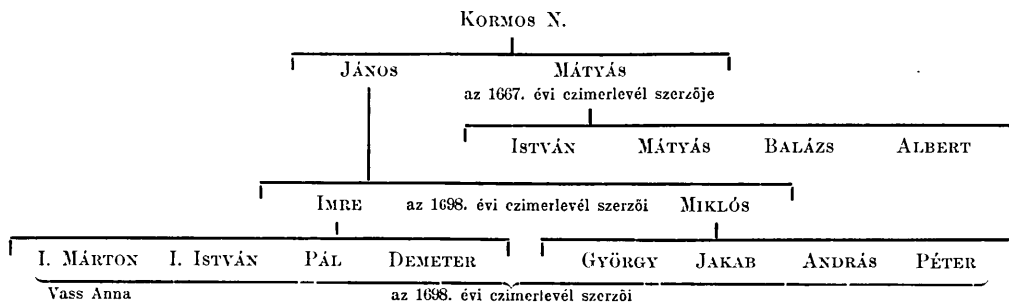 KORMOS N.
JÁNOS MÁTYÁS
az 1667. évi czimerlevél szerzője
ISTVÁN MÁTYÁS BALÁZS ALBERT
IMRE az 1698. évi czimerlevél szerzői MIKLÓS
I. MÁRTON I. ISTVÁN PÁL DEMETER GYÖRGY JAKAB ANDRÁS PÉTER
Vass Anna az 1698. évi czimerlevél szerzői